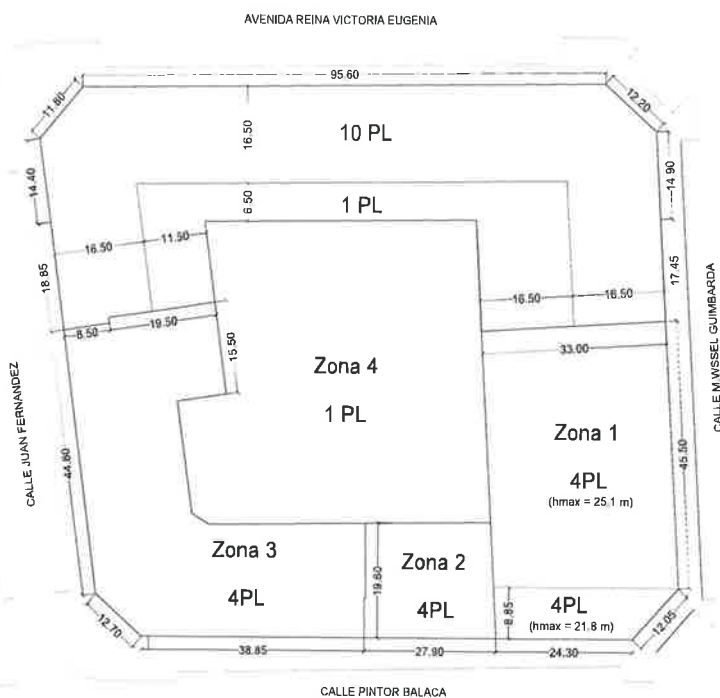 AVENIDA REINA VICTORIA EUGENIA
95.60
11.80
12.20
16.50
10 PL
14.40
14.90
6.50
1 PL
16.50
11.50
18.85
17.45
16.50
16.50
8.50
19.50
33.00
15.50
Zona 4
1 PL
CALLE JUAN FERNANDEZ
CALLE M.WSSEL GUIMBARDA
Zona 1
4PL
(hmax = 25.1 m)
44.60
45.50
Zona 3
4PL
19.60
Zona 2
4PL
8.85
4PL
(hmax = 21.8 m)
12.70
12.05
38.85
27.90
24.30
CALLE PINTOR BALACA